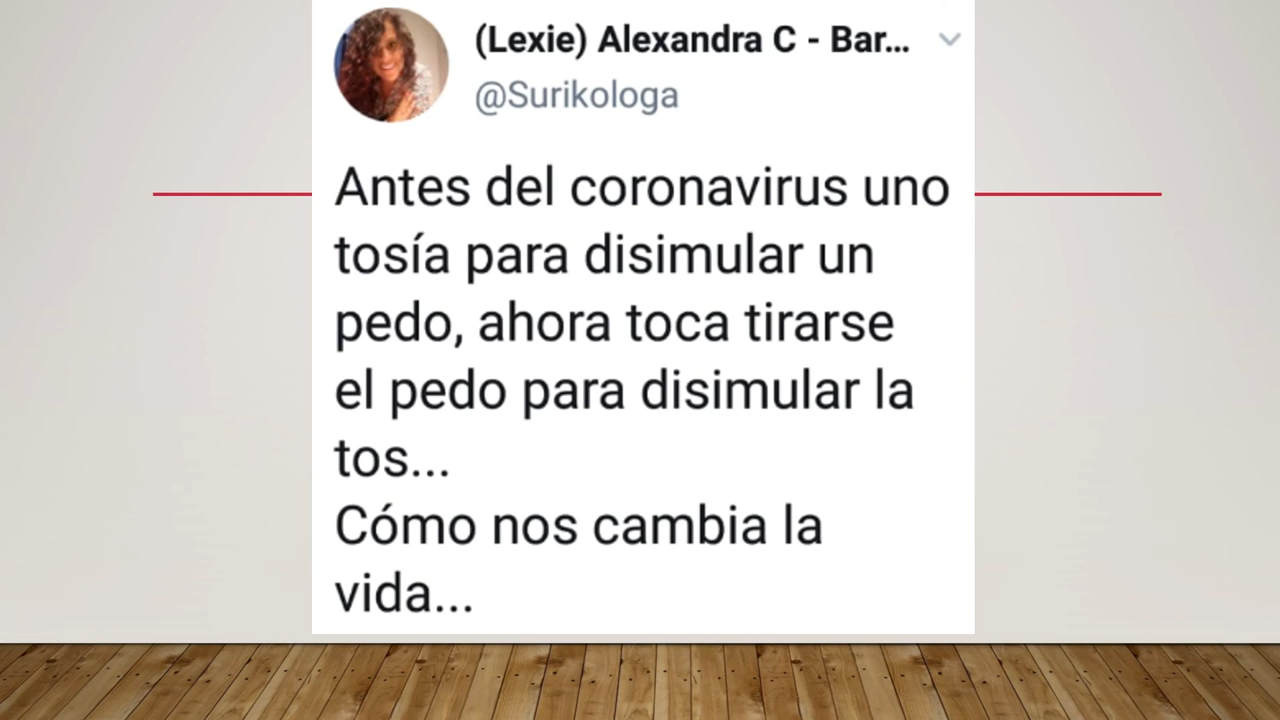 (Lexie) Alexandra C - Bar...
@Surikologa
Antes del coronavirus uno
tosía para disimular un
pedo, ahora toca tirarse
el pedo para disimular la
tos...
Cómo nos cambia la
vida...